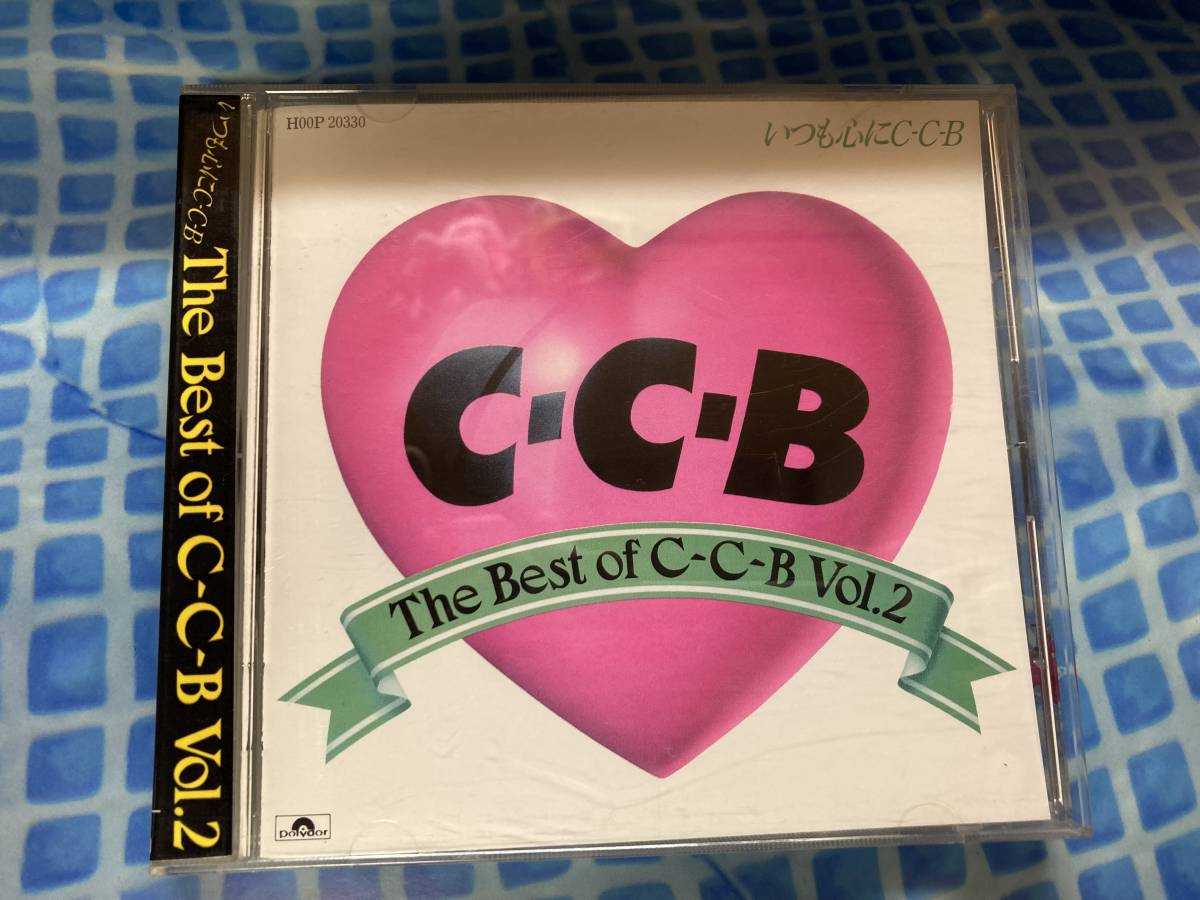 いつも心にC-C-B The Best of C-C-B Vol.2
H00P 20330
いつも心にC-C-B
C-C-B
The Best of C-C-B Vol.2
polydor